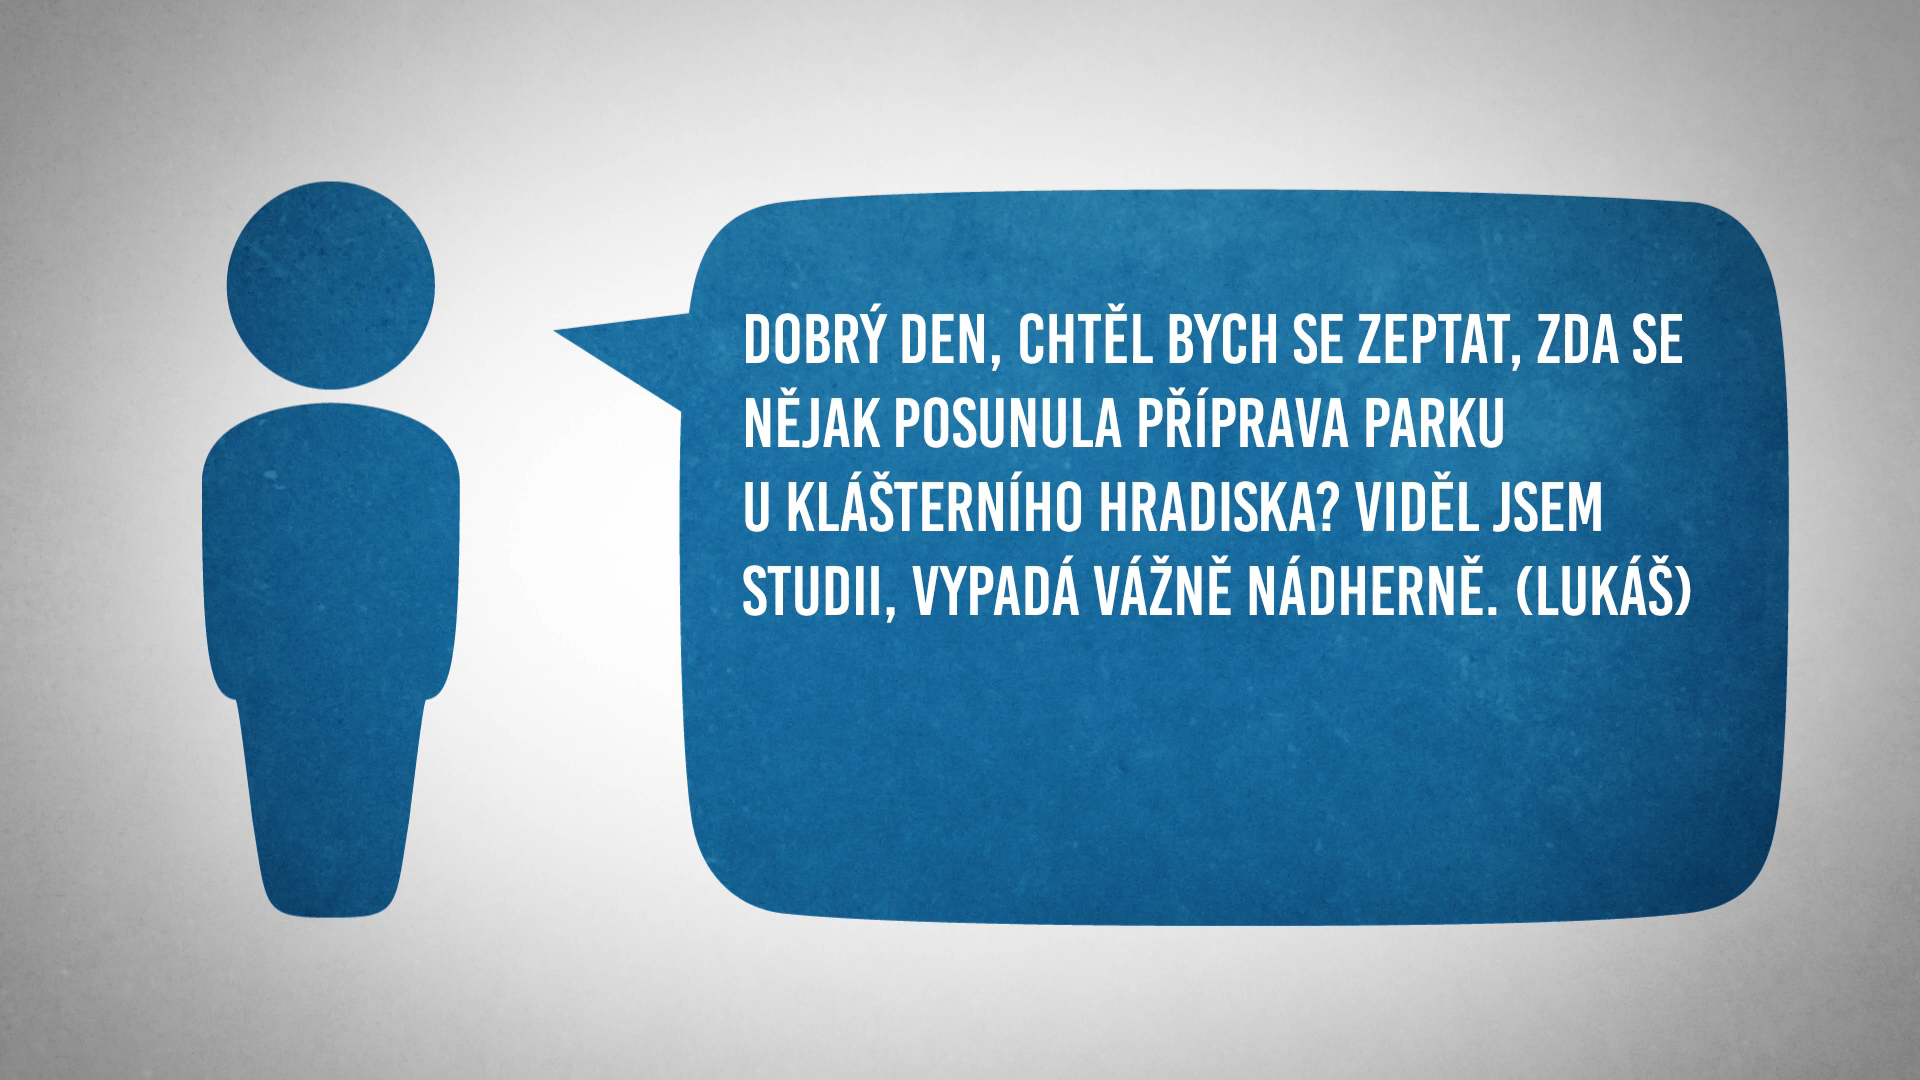 DOBRÝ DEN, CHTĚL BYCH SE ZEPTAT, ZDA SE
NĚJAK POSUNULA PŘÍPRAVA PARKU
U KLÁŠTERNÍHO HRADISKA? VIDĚL JSEM
STUDII, VYPADÁ VÁŽNĚ NÁDHERNĚ. (LUKÁŠ)